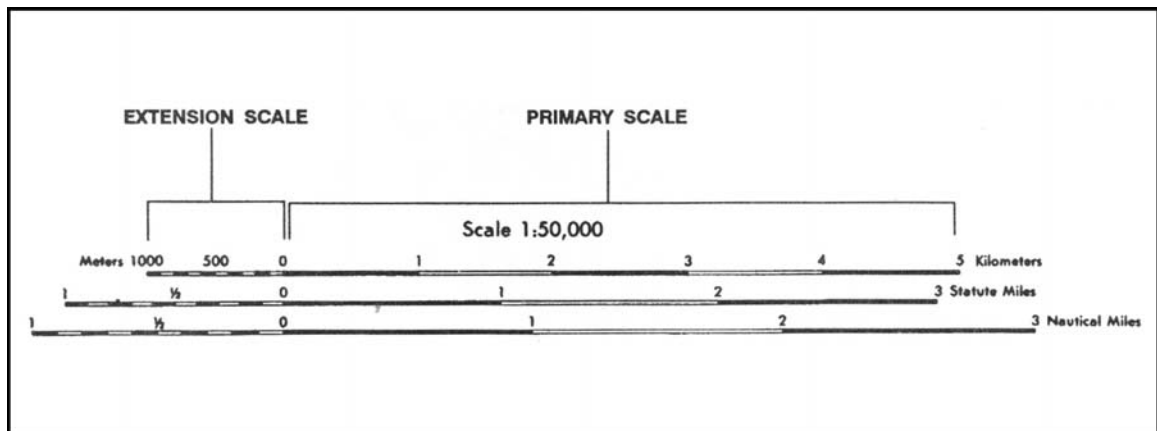 EXTENSION SCALE PRIMARY SCALE
Scale 1:50,000
Meters 1000 500 0 1 2 3 4 5 Kilometers
1 ½ 0 1 2 3 Statute Miles
1 ½ 0 1 2 3 Nautical Miles